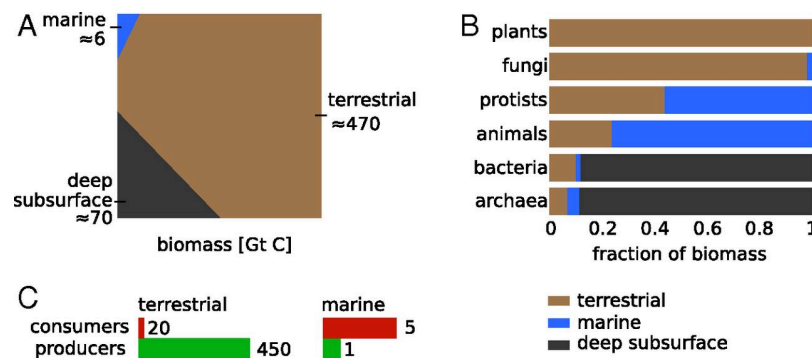 A
marine
≈6
terrestrial
≈470
deep
subsurface
≈70
biomass [Gt C]
B
plants
fungi
protists
animals
bacteria
archaea
0 0.2 0.4 0.6 0.8 1
fraction of biomass
terrestrial
marine
deep subsurface
C
terrestrial marine
consumers 20 5
producers 450 1